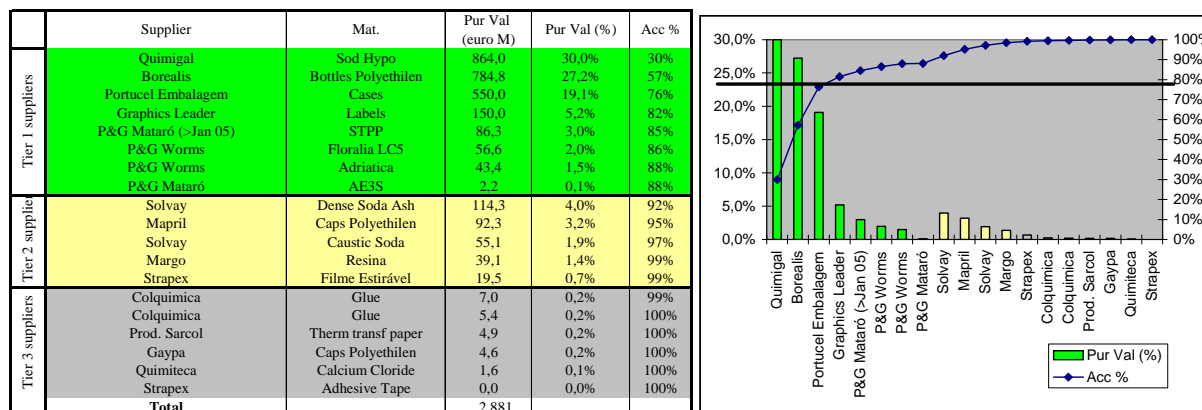 Supplier Mat. Pur Val (euro M) Pur Val (%) Acc %
Tier 1 suppliers
Quimigal Sod Hypo 864,0 30,0% 30%
Borealis Bottles Polyethilen 784,8 27,2% 57%
Portucel Embalagem Cases 550,0 19,1% 76%
Graphics Leader Labels 150,0 5,2% 82%
P&G Mataró (>Jan 05) STPP 86,3 3,0% 85%
P&G Worms Floralia LC5 56,6 2,0% 86%
P&G Worms Adriatica 43,4 1,5% 88%
P&G Mataró AE3S 2,2 0,1% 88%
Tier 2 supplier
Solvay Dense Soda Ash 114,3 4,0% 92%
Mapril Caps Polyethilen 92,3 3,2% 95%
Solvay Caustic Soda 55,1 1,9% 97%
Margo Resina 39,1 1,4% 99%
Strapex Filme Estirável 19,5 0,7% 99%
Tier 3 suppliers
Colquimica Glue 7,0 0,2% 99%
Colquimica Glue 5,4 0,2% 100%
Prod. Sarcol Therm transf paper 4,9 0,2% 100%
Gaypa Caps Polyethilen 4,6 0,2% 100%
Quimiteca Calcium Cloride 1,6 0,1% 100%
Strapex Adhesive Tape 0,0 0,0% 100%
Total 2.881
30,0%
25,0%
20,0%
15,0%
10,0%
5,0%
0,0%
100%
90%
80%
70%
60%
50%
40%
30%
20%
10%
0%
Quimigal
Borealis
Portucel Embalagem
Graphics Leader
P&G Mataró (>Jan 05)
P&G Worms
P&G Worms
P&G Mataró
Solvay
Mapril
Solvay
Margo
Strapex
Colquimica
Colquimica
Prod. Sarcol
Gaypa
Quimiteca
Strapex
Pur Val (%)
Acc %